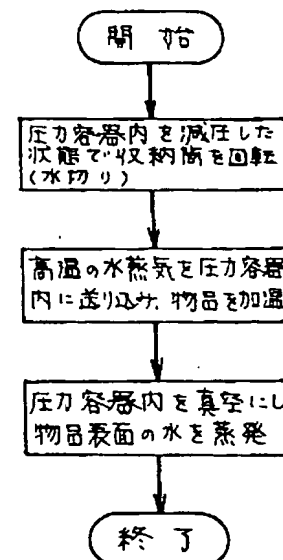 開始
圧力容器内を減圧した
状態で収納筒を回転
(水切り)
高温の水蒸気を圧力容器
内に送り込み、物品を加温
圧力容器内を真空にし
物品表面の水を蒸発
終了